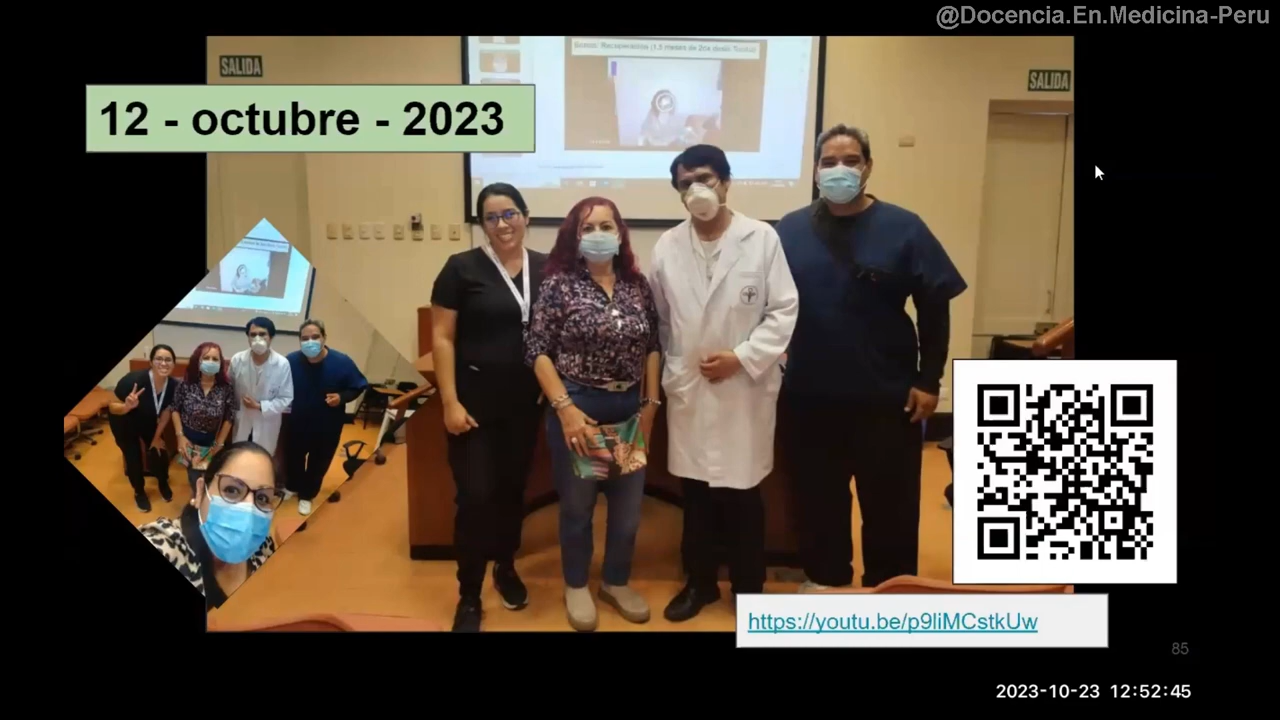 @Docencia.En.Medicina-Peru
SALIDA
SALIDA
12 - octubre - 2023
https://youtu.be/p9liMCstkUw
85
2023-10-23 12:52:45